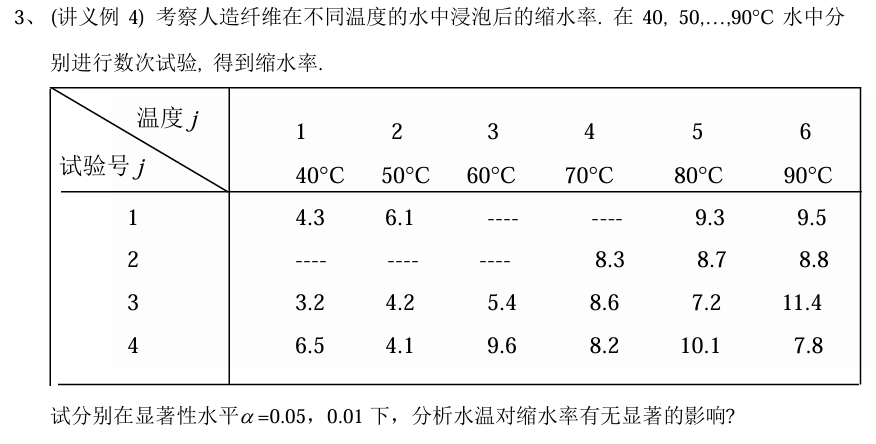 3、(讲义例 4) 考察人造纤维在不同温度的水中浸泡后的缩水率. 在 40, 50,…,90°C 水中分
别进行数次试验, 得到缩水率.
温度 j
试验号 j
1 2 3 4 5 6
40°C 50°C 60°C 70°C 80°C 90°C
1 4.3 6.1 ---- ---- 9.3 9.5
2 ---- ---- ---- 8.3 8.7 8.8
3 3.2 4.2 5.4 8.6 7.2 11.4
4 6.5 4.1 9.6 8.2 10.1 7.8
试分别在显著性水平α=0.05，0.01 下，分析水温对缩水率有无显著的影响?